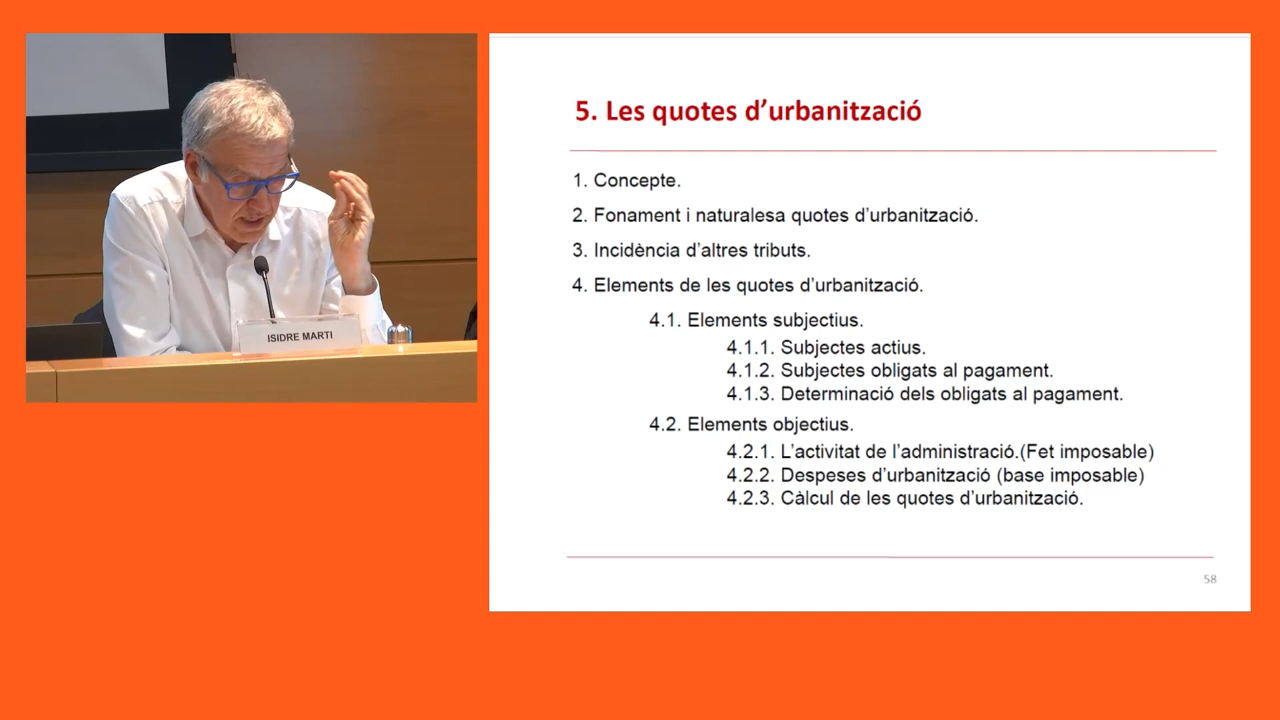 ISIDRE MARTI
5. Les quotes d’urbanització
1. Concepte.
2. Fonament i naturalesa quotes d’urbanització.
3. Incidència d’altres tributs.
4. Elements de les quotes d’urbanització.
4.1. Elements subjectius.
4.1.1. Subjectes actius.
4.1.2. Subjectes obligats al pagament.
4.1.3. Determinació dels obligats al pagament.
4.2. Elements objectius.
4.2.1. L’activitat de l’administració.(Fet imposable)
4.2.2. Despeses d’urbanització (base imposable)
4.2.3. Càlcul de les quotes d’urbanització.
58